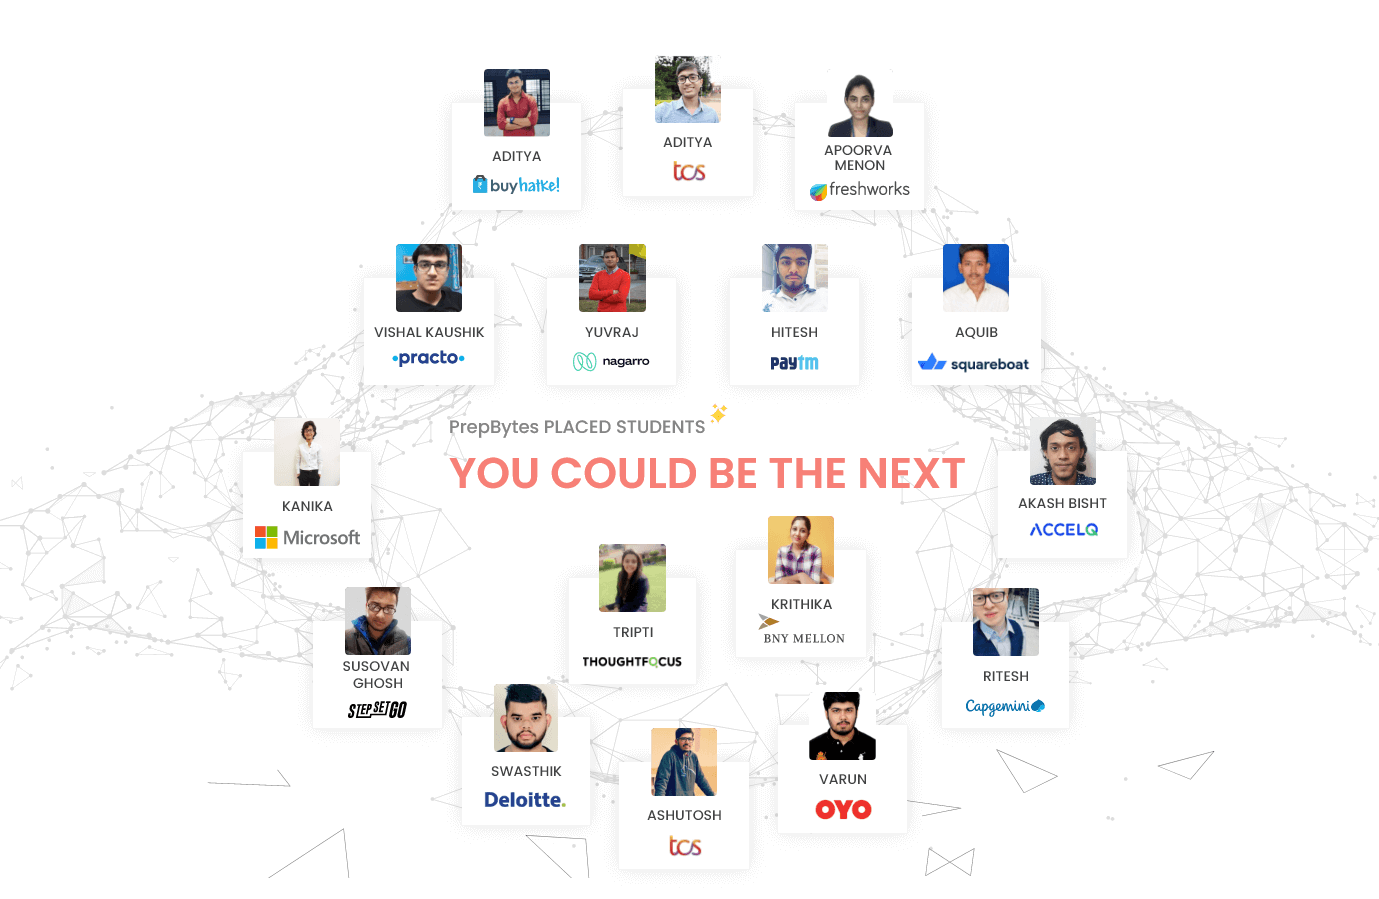 ADITYA
buyhatke!
ADITYA
tcs
APOORVA
MENON
freshworks
VISHAL KAUSHIK
practo
YUVRAJ
nagarro
HITESH
paytm
AQUIB
squareboat
PrepBytes PLACED STUDENTS
YOU COULD BE THE NEXT
KANIKA
Microsoft
AKASH BISHT
ACCELQ
TRIPTI
THOUGHTFOCUS
KRITHIKA
BNY MELLON
SUSOVAN
GHOSH
STEPSETGO
RITESH
Capgemini
SWASTHIK
Deloitte.
ASHUTOSH
tcs
VARUN
OYO